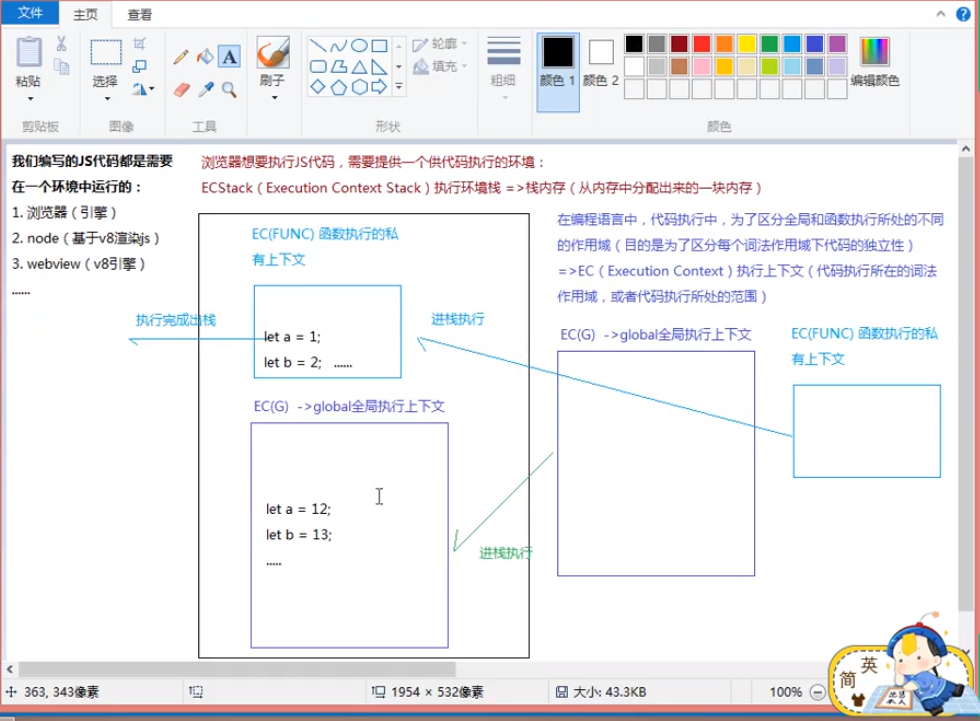 文件
主页
查看
粘贴
选择
A
刷子
轮廓
填充
粗细
颜色 1
颜色 2
编辑颜色
剪贴板
图像
工具
形状
颜色
我们编写的JS代码都是需要
在一个环境中运行的：
1. 浏览器（引擎）
2. node（基于v8渲染js）
3. webview（v8引擎）
......
浏览器想要执行JS代码，需要提供一个供代码执行的环境：
ECStack（Execution Context Stack）执行环境栈 =>栈内存（从内存中分配出来的一块内存）
EC(FUNC) 函数执行的私
有上下文
执行完成出栈
let a = 1;
let b = 2; ......
进栈执行
EC(G) ->global全局执行上下文
let a = 12;
let b = 13;
.....
进栈执行
在编程语言中，代码执行中，为了区分全局和函数执行所处的不同
的作用域（目的是为了区分每个词法作用域下代码的独立性）
=>EC（Execution Context）执行上下文（代码执行所在的词法
作用域，或者代码执行所处的范围）
EC(G) ->global全局执行上下文
EC(FUNC) 函数执行的私
有上下文
363, 343像素
1954 × 532像素
大小: 43.3KB
100%
英
简